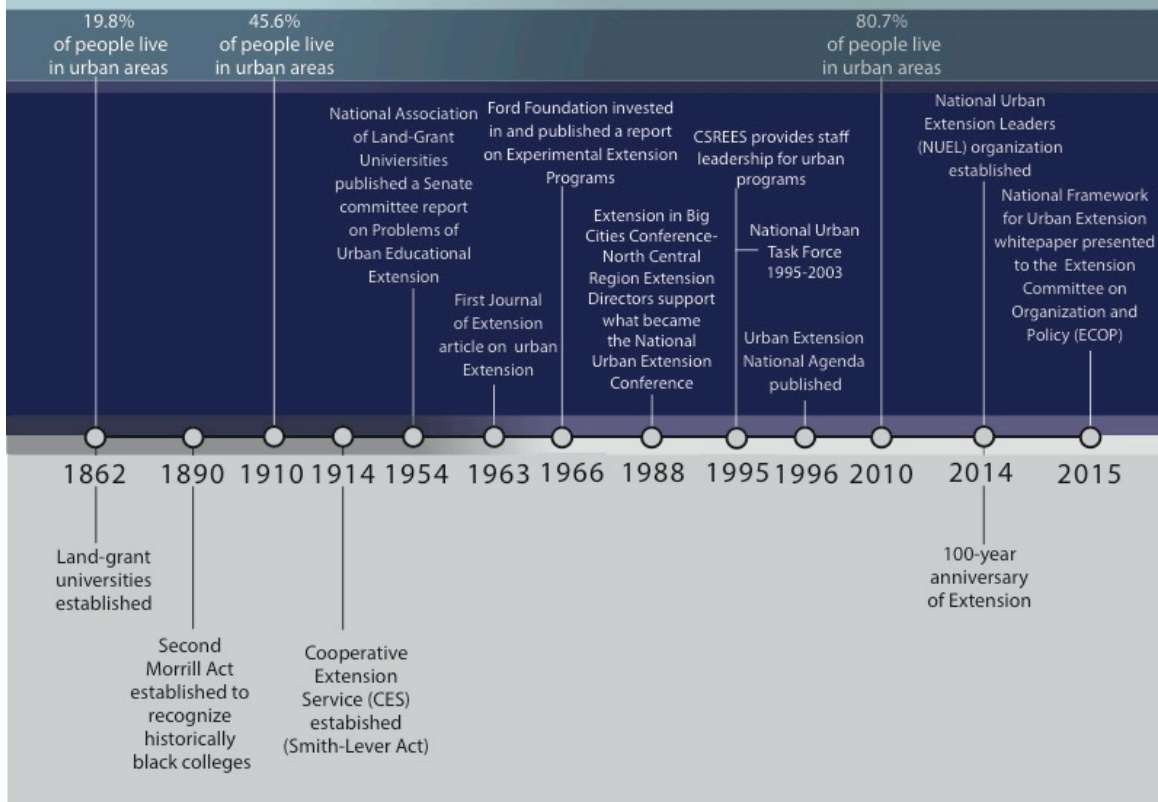 19.8%
of people live
in urban areas
45.6%
of people live
in urban areas
80.7%
of people live
in urban areas
National Association
of Land-Grant
Univiersities
published a Senate
committee report
on Problems of
Urban Educational
Extension
First Journal
of Extension
article on urban
Extension
Ford Foundation invested
in and published a report
on Experimental Extension
Programs
Extension in Big
Cities Conference-
North Central
Region Extension
Directors support
what became
the National
Urban Extension
Conference
CSREES provides staff
leadership for urban
programs
National Urban
Task Force
1995-2003
Urban Extension
National Agenda
published
National Urban
Extension Leaders
(NUEL) organization
established
National Framework
for Urban Extension
whitepaper presented
to the Extension
Committee on
Organization and
Policy (ECOP)
1862 1890 1910 1914 1954 1963 1966 1988 1995 1996 2010 2014 2015
Land-grant
universities
established
Second
Morrill Act
established to
recognize
historically
black colleges
Cooperative
Extension
Service (CES)
estabished
(Smith-Lever Act)
100-year
anniversary
of Extension